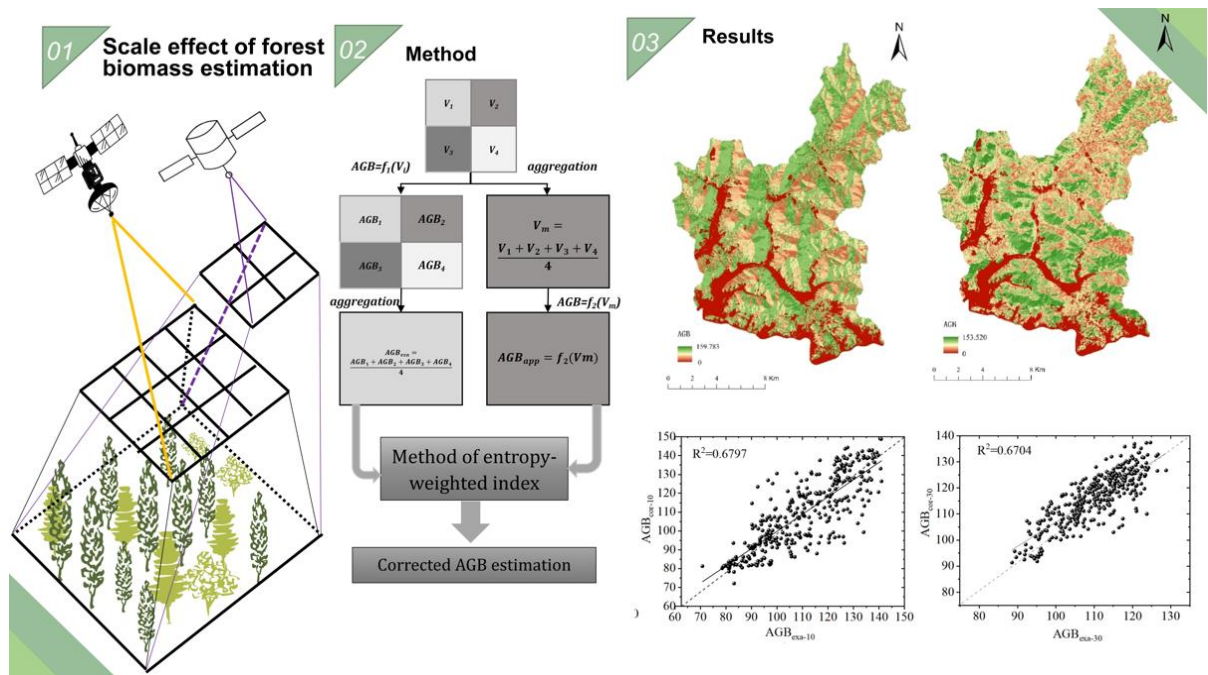 01
Scale effect of forest
biomass estimation
02
Method
V1
V2
V3
V4
AGB=f1(Vi)
aggregation
AGB1
AGB2
AGB3
AGB4
Vm =
V1 + V2 + V3 + V4
4
aggregation
AGB=f2(Vm)
AGBexa =
AGB1 + AGB2 + AGB3 + AGB4
4
AGBapp = f2(Vm)
Method of entropy-
weighted index
Corrected AGB estimation
03
Results
N
AGB
159.783
0
0 2 4 8 Km
N
153.520
0
0 2 4 8 Km
R2=0.6797
AGBcor-10
150
140
130
120
110
100
90
80
70
60
60 70 80 90 100 110 120 130 140 150
AGBexa-10
)
R2=0.6704
AGBcor-30
140
130
120
110
100
90
80
80 90 100 110 120 130
AGBexa-30